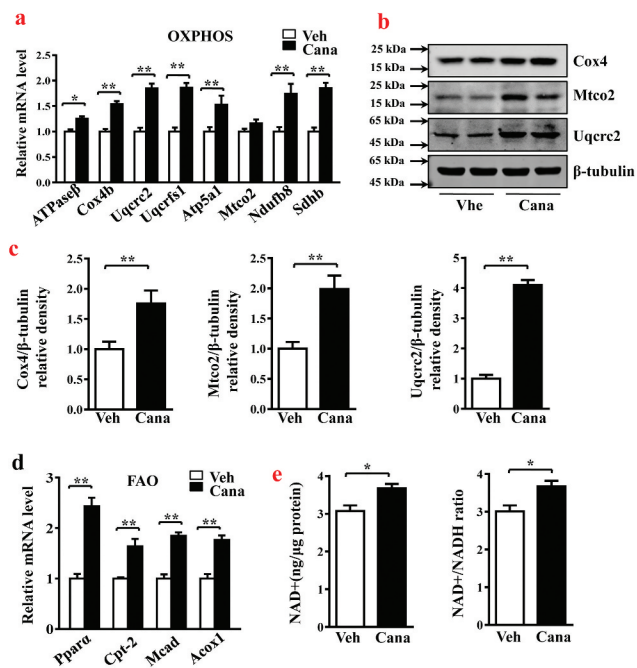 a
OXPHOS
Veh
Cana
Relative mRNA level
2.5
2.0
1.5
1.0
0.5
0.0
* ** ** ** ** ** **
ATPaseβ Cox4b Uqcrc2 Uqcrfs1 Atp5a1 Mtco2 Ndufb8 Sdhb
b
25 kDa
15 kDa
Cox4
25 kDa
15 kDa
Mtco2
65 kDa
45 kDa
Uqcrc2
65 kDa
45 kDa
β-tubulin
Vhe Cana
c
Cox4/β-tubulin
relative density
2.5
2.0
1.5
1.0
0.5
0.0
**
Veh Cana
Mtco2/β-tubulin
relative density
2.5
2.0
1.5
1.0
0.5
0.0
**
Veh Cana
Uqcrc2/β-tubulin
relative density
5
4
3
2
1
0
**
Veh Cana
d
FAO
Veh
Cana
Relative mRNA level
3
2
1
0
** ** ** **
Pparα Cpt-2 Mcad Acox1
e
NAD+(ng/µg protein)
5
4
3
2
1
0
*
Veh Cana
NAD+/NADH ratio
5
4
3
2
1
0
*
Veh Cana